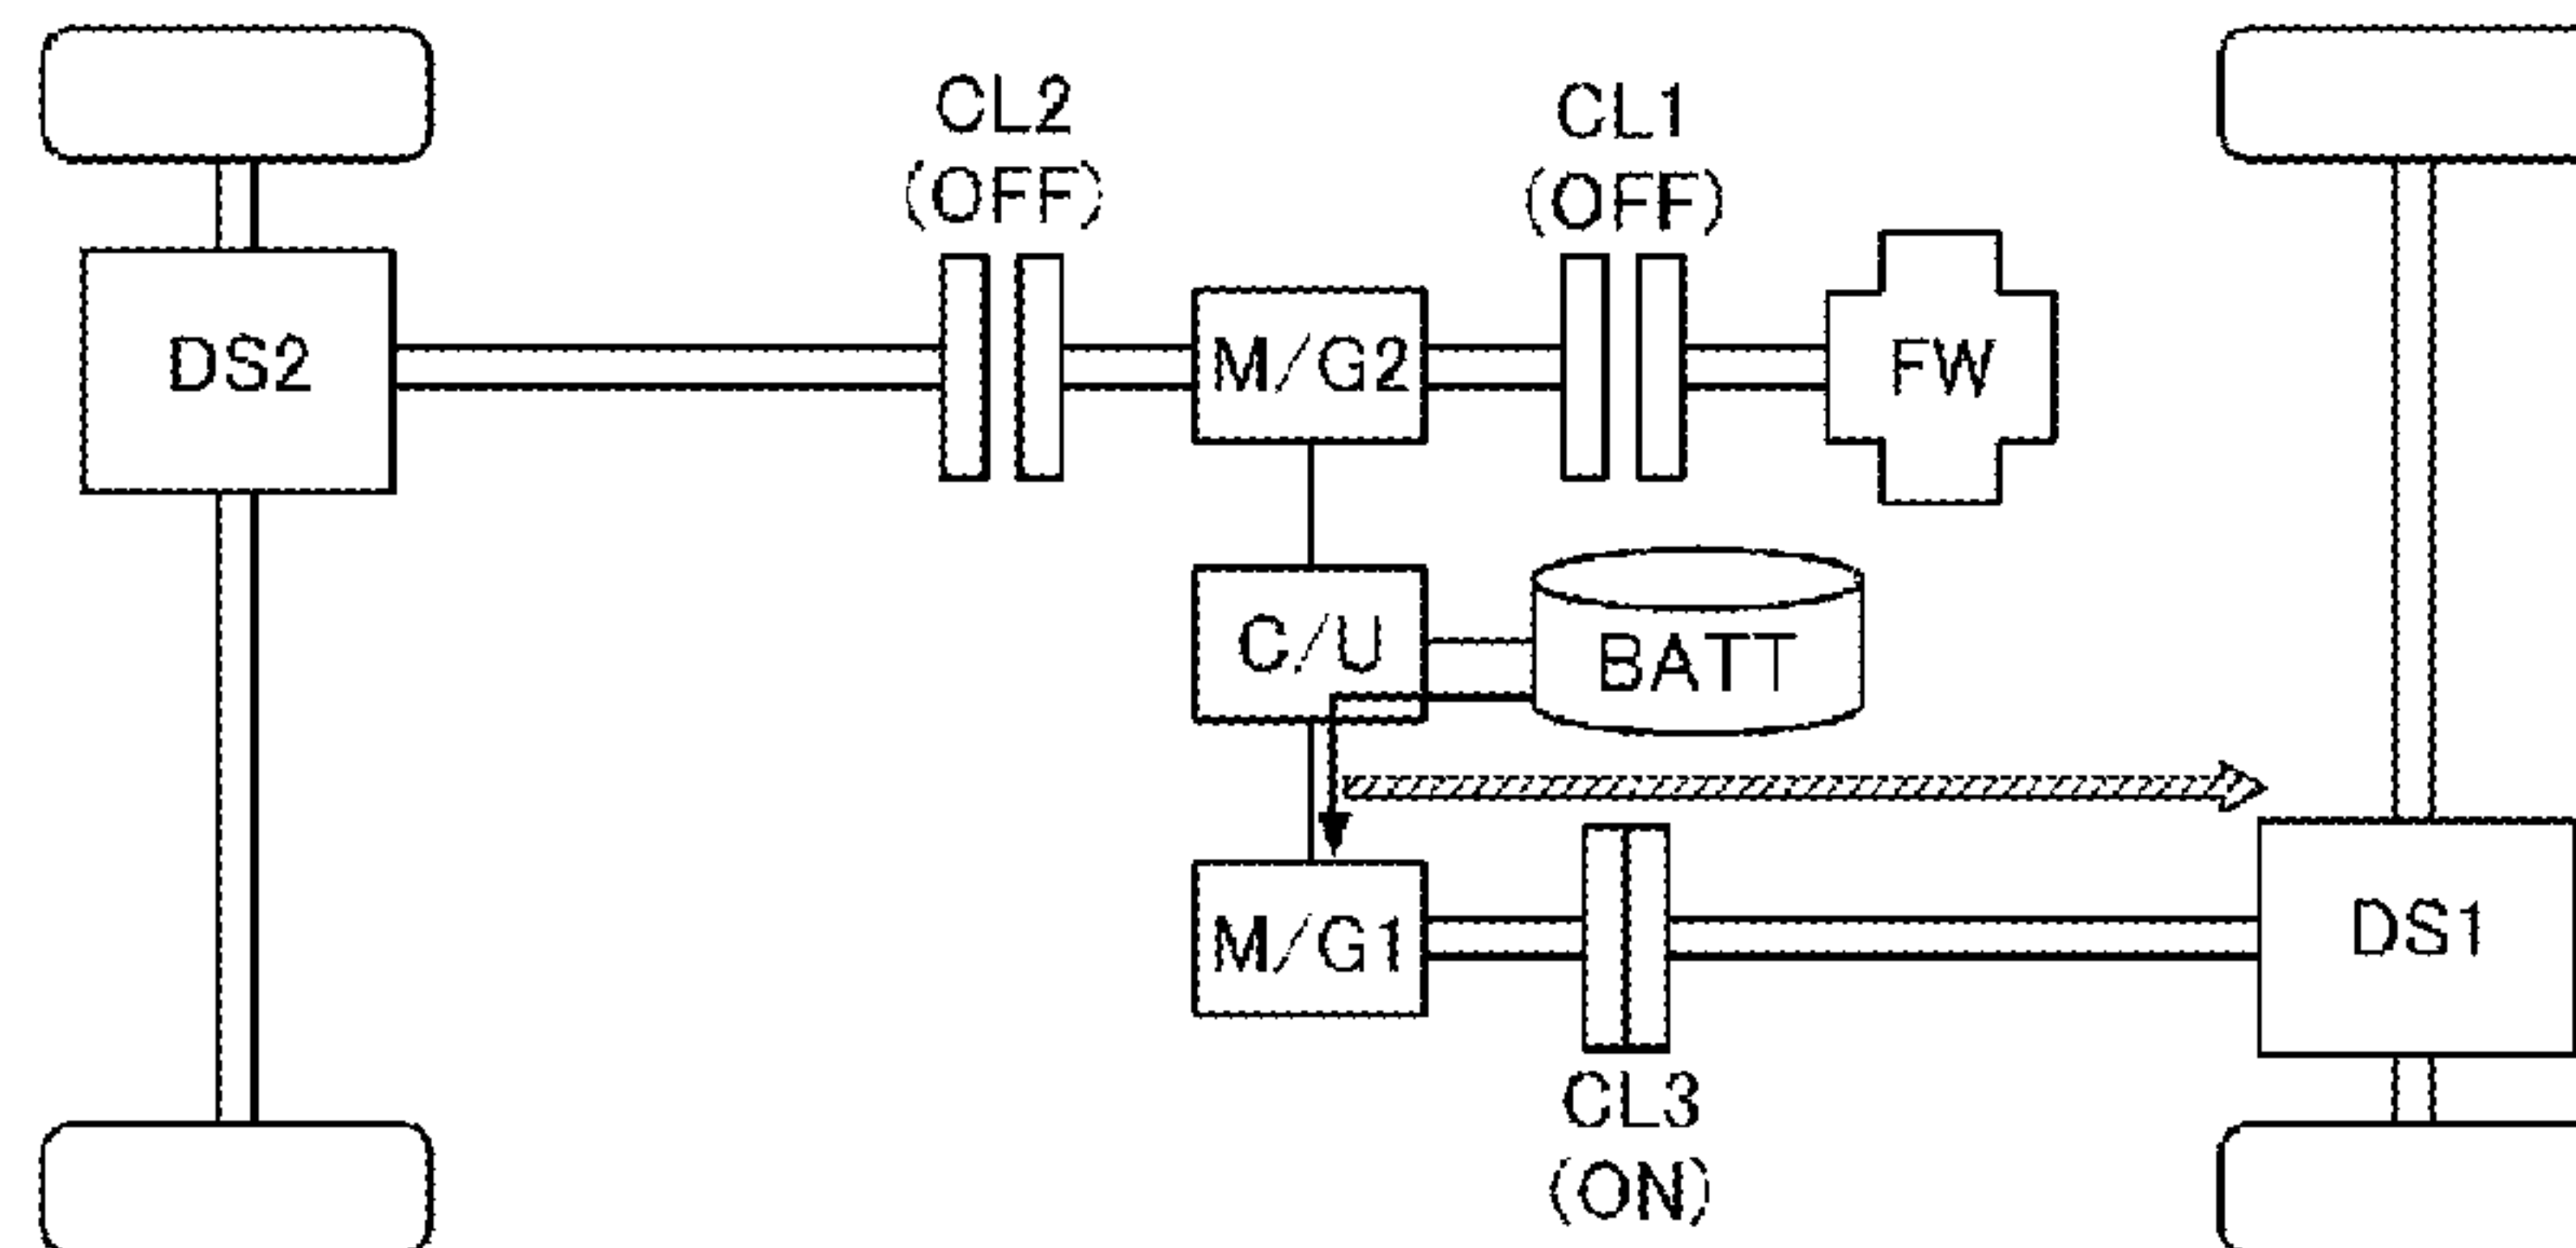 CL2
(OFF)
CL1
(OFF)
DS2
M/G2
FW
C/U
BATT
M/G1
DS1
CL3
(ON)